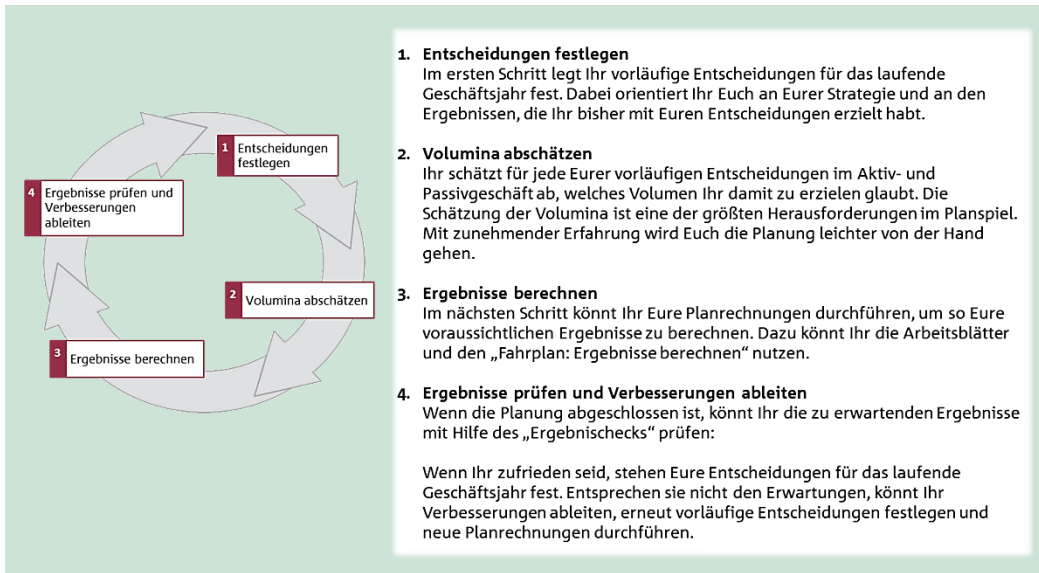 1 Entscheidungen
festlegen
2 Volumina abschätzen
3 Ergebnisse berechnen
4 Ergebnisse prüfen und
Verbesserungen
ableiten
1. Entscheidungen festlegen
Im ersten Schritt legt Ihr vorläufige Entscheidungen für das laufende
Geschäftsjahr fest. Dabei orientiert Ihr Euch an Eurer Strategie und an den
Ergebnissen, die Ihr bisher mit Euren Entscheidungen erzielt habt.
2. Volumina abschätzen
Ihr schätzt für jede Eurer vorläufigen Entscheidungen im Aktiv- und
Passivgeschäft ab, welches Volumen Ihr damit zu erzielen glaubt. Die
Schätzung der Volumina ist eine der größten Herausforderungen im Planspiel.
Mit zunehmender Erfahrung wird Euch die Planung leichter von der Hand
gehen.
3. Ergebnisse berechnen
Im nächsten Schritt könnt Ihr Eure Planrechnungen durchführen, um so Eure
voraussichtlichen Ergebnisse zu berechnen. Dazu könnt Ihr die Arbeitsblätter
und den „Fahrplan: Ergebnisse berechnen“ nutzen.
4. Ergebnisse prüfen und Verbesserungen ableiten
Wenn die Planung abgeschlossen ist, könnt Ihr die zu erwartenden Ergebnisse
mit Hilfe des „Ergebnischecks“ prüfen:
Wenn Ihr zufrieden seid, stehen Eure Entscheidungen für das laufende
Geschäftsjahr fest. Entsprechen sie nicht den Erwartungen, könnt Ihr
Verbesserungen ableiten, erneut vorläufige Entscheidungen festlegen und
neue Planrechnungen durchführen.